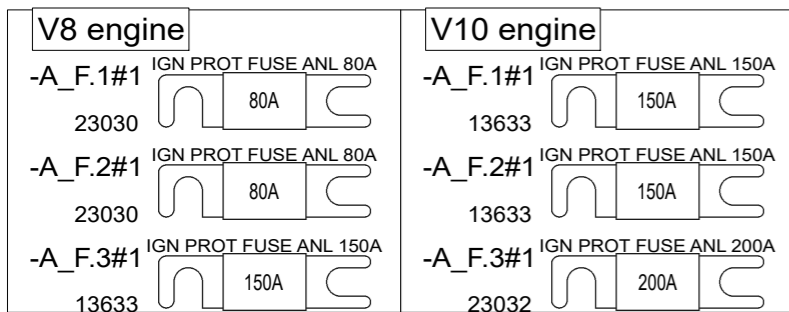 V8 engine
-A_F.1#1
IGN PROT FUSE ANL 80A
80A
23030
-A_F.2#1
IGN PROT FUSE ANL 80A
80A
23030
-A_F.3#1
IGN PROT FUSE ANL 150A
150A
13633
V10 engine
-A_F.1#1
IGN PROT FUSE ANL 150A
150A
13633
-A_F.2#1
IGN PROT FUSE ANL 150A
150A
13633
-A_F.3#1
IGN PROT FUSE ANL 200A
200A
23032